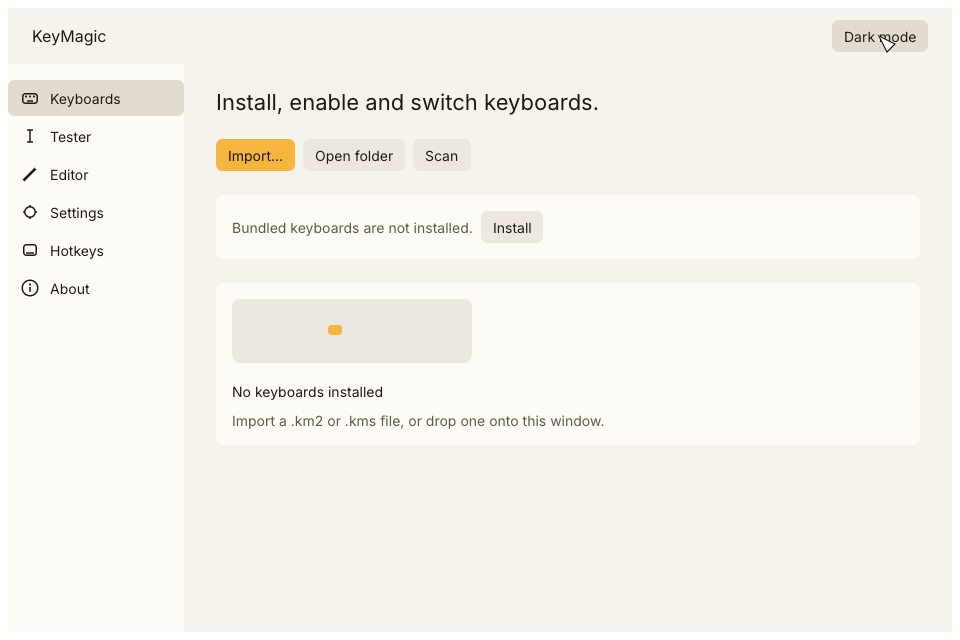 KeyMagic
Dark mode
Keyboards
Tester
Editor
Settings
Hotkeys
About
Install, enable and switch keyboards.
Import...
Open folder
Scan
Bundled keyboards are not installed.
Install
No keyboards installed
Import a .km2 or .kms file, or drop one onto this window.